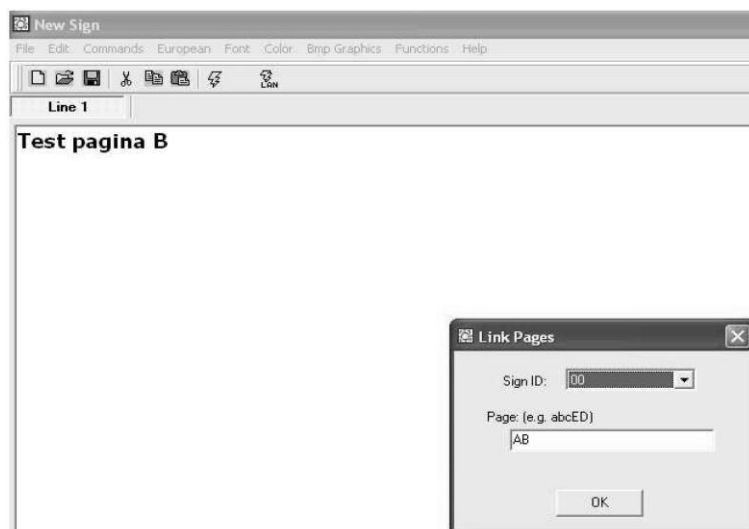 New Sign
File Edit Commands European Font Color Bmp Graphics Functions Help
LAN
Line 1
Test pagina B
Link Pages
Sign ID: 00
Page: (e.g. abcED)
AB
OK